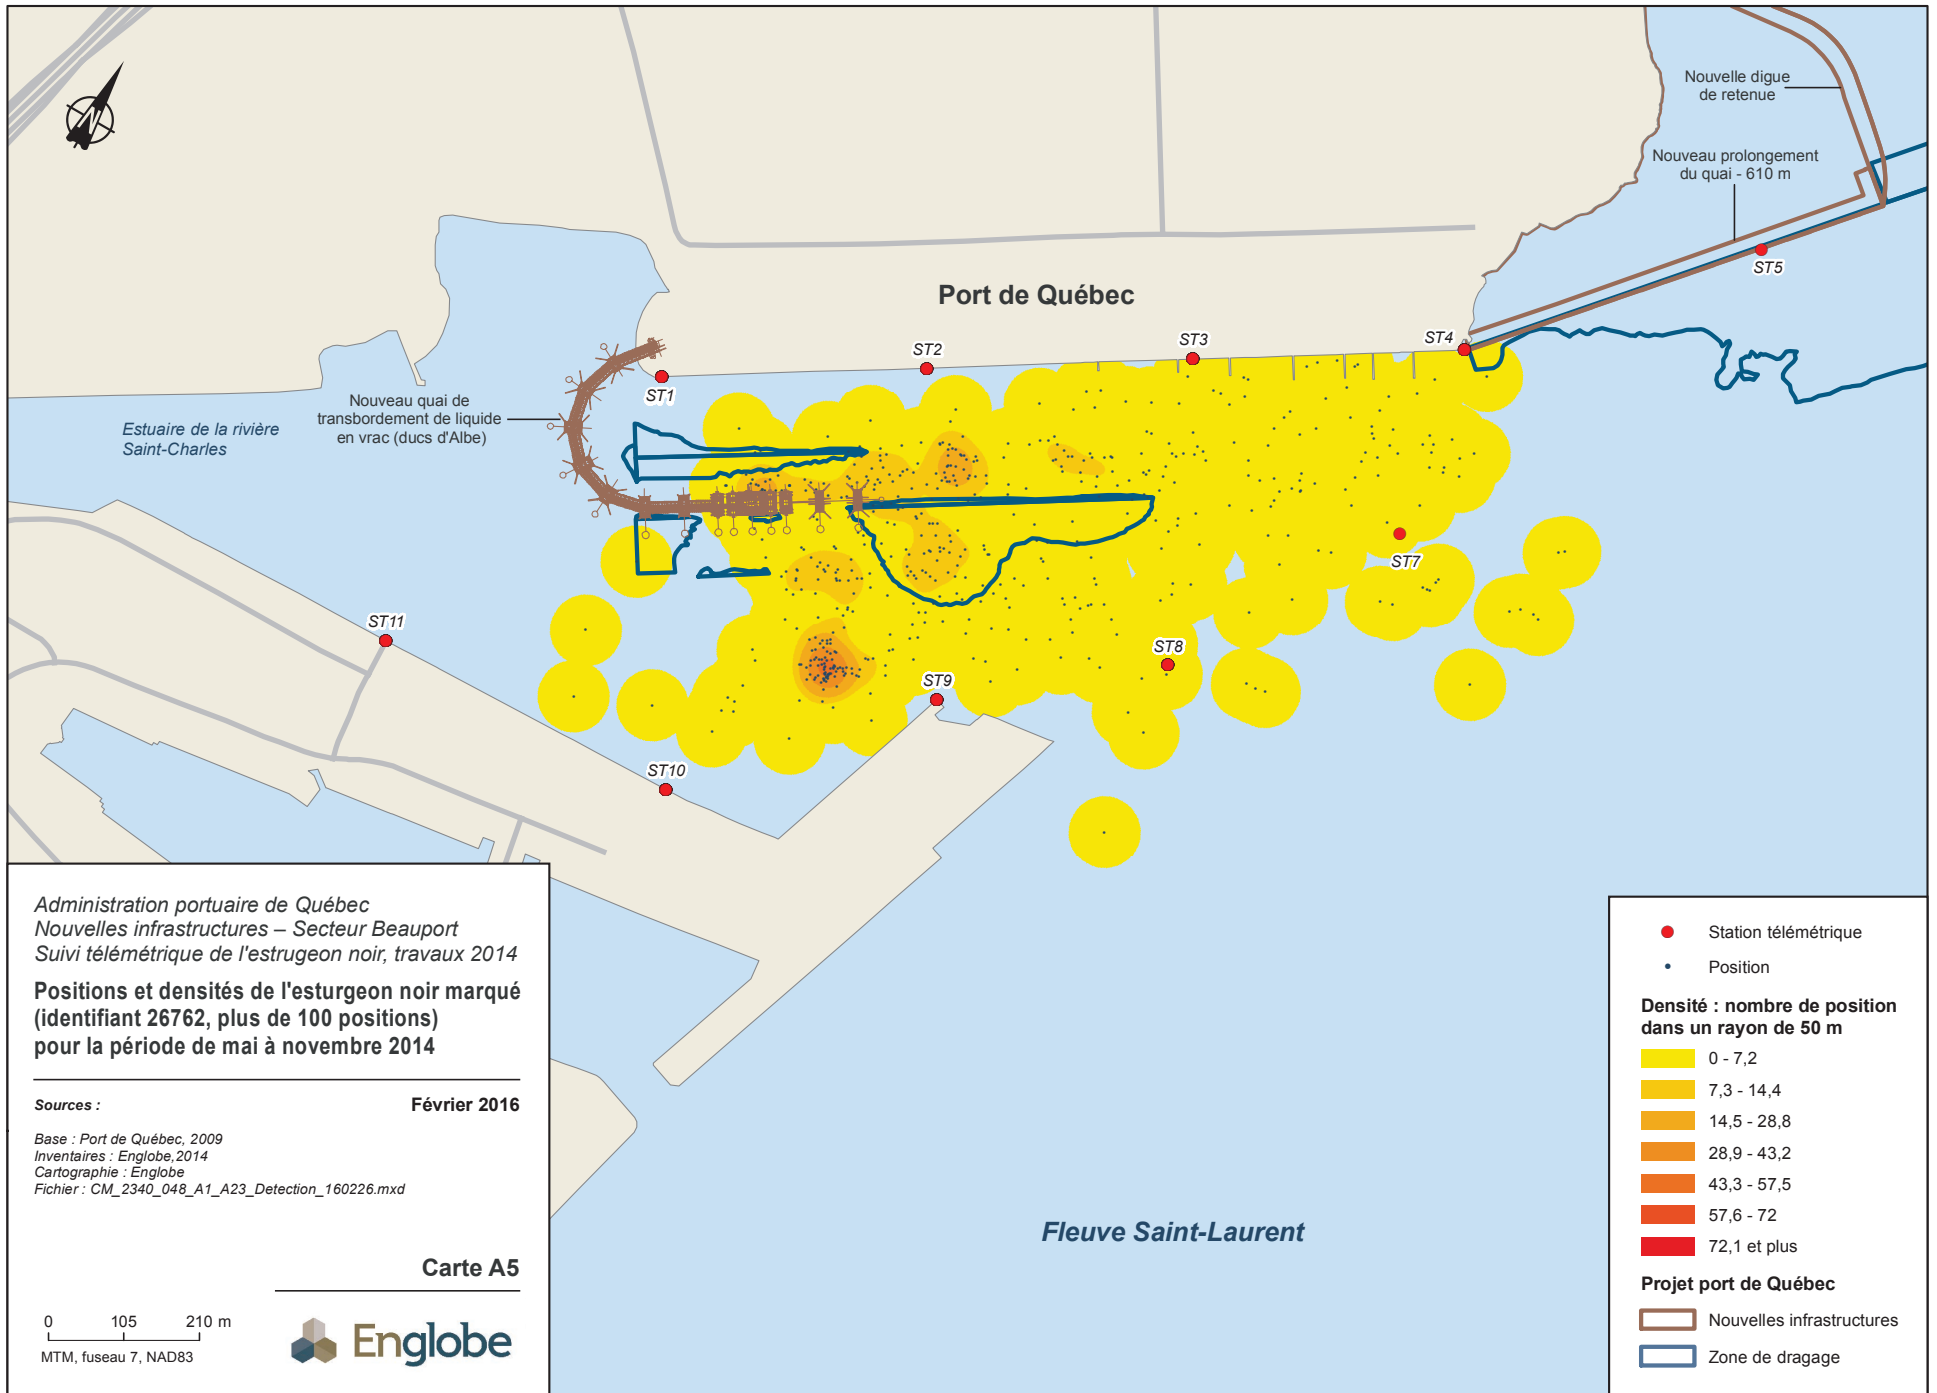 Nouvelle digue
de retenue
Nouveau prolongement
du quai - 610 m
ST5
Port de Québec
ST4
ST3
ST2
ST1
Nouveau quai de
transbordement de liquide
en vrac (ducs d'Albe)
Estuaire de la rivière
Saint-Charles
ST7
ST11
ST8
ST9
ST10
N
Fleuve Saint-Laurent
Administration portuaire de Québec
Nouvelles infrastructures – Secteur Beauport
Suivi télémétrique de l'estrugeon noir, travaux 2014
Positions et densités de l'esturgeon noir marqué
(identifiant 26762, plus de 100 positions)
pour la période de mai à novembre 2014
Sources : Février 2016
Base : Port de Québec, 2009
Inventaires : Englobe,2014
Cartographie : Englobe
Fichier : CM_2340_048_A1_A23_Detection_160226.mxd
Carte A5
0 105 210 m
MTM, fuseau 7, NAD83
Englobe
Station télémétrique
Position
Densité : nombre de position
dans un rayon de 50 m
0 - 7,2
7,3 - 14,4
14,5 - 28,8
28,9 - 43,2
43,3 - 57,5
57,6 - 72
72,1 et plus
Projet port de Québec
Nouvelles infrastructures
Zone de dragage